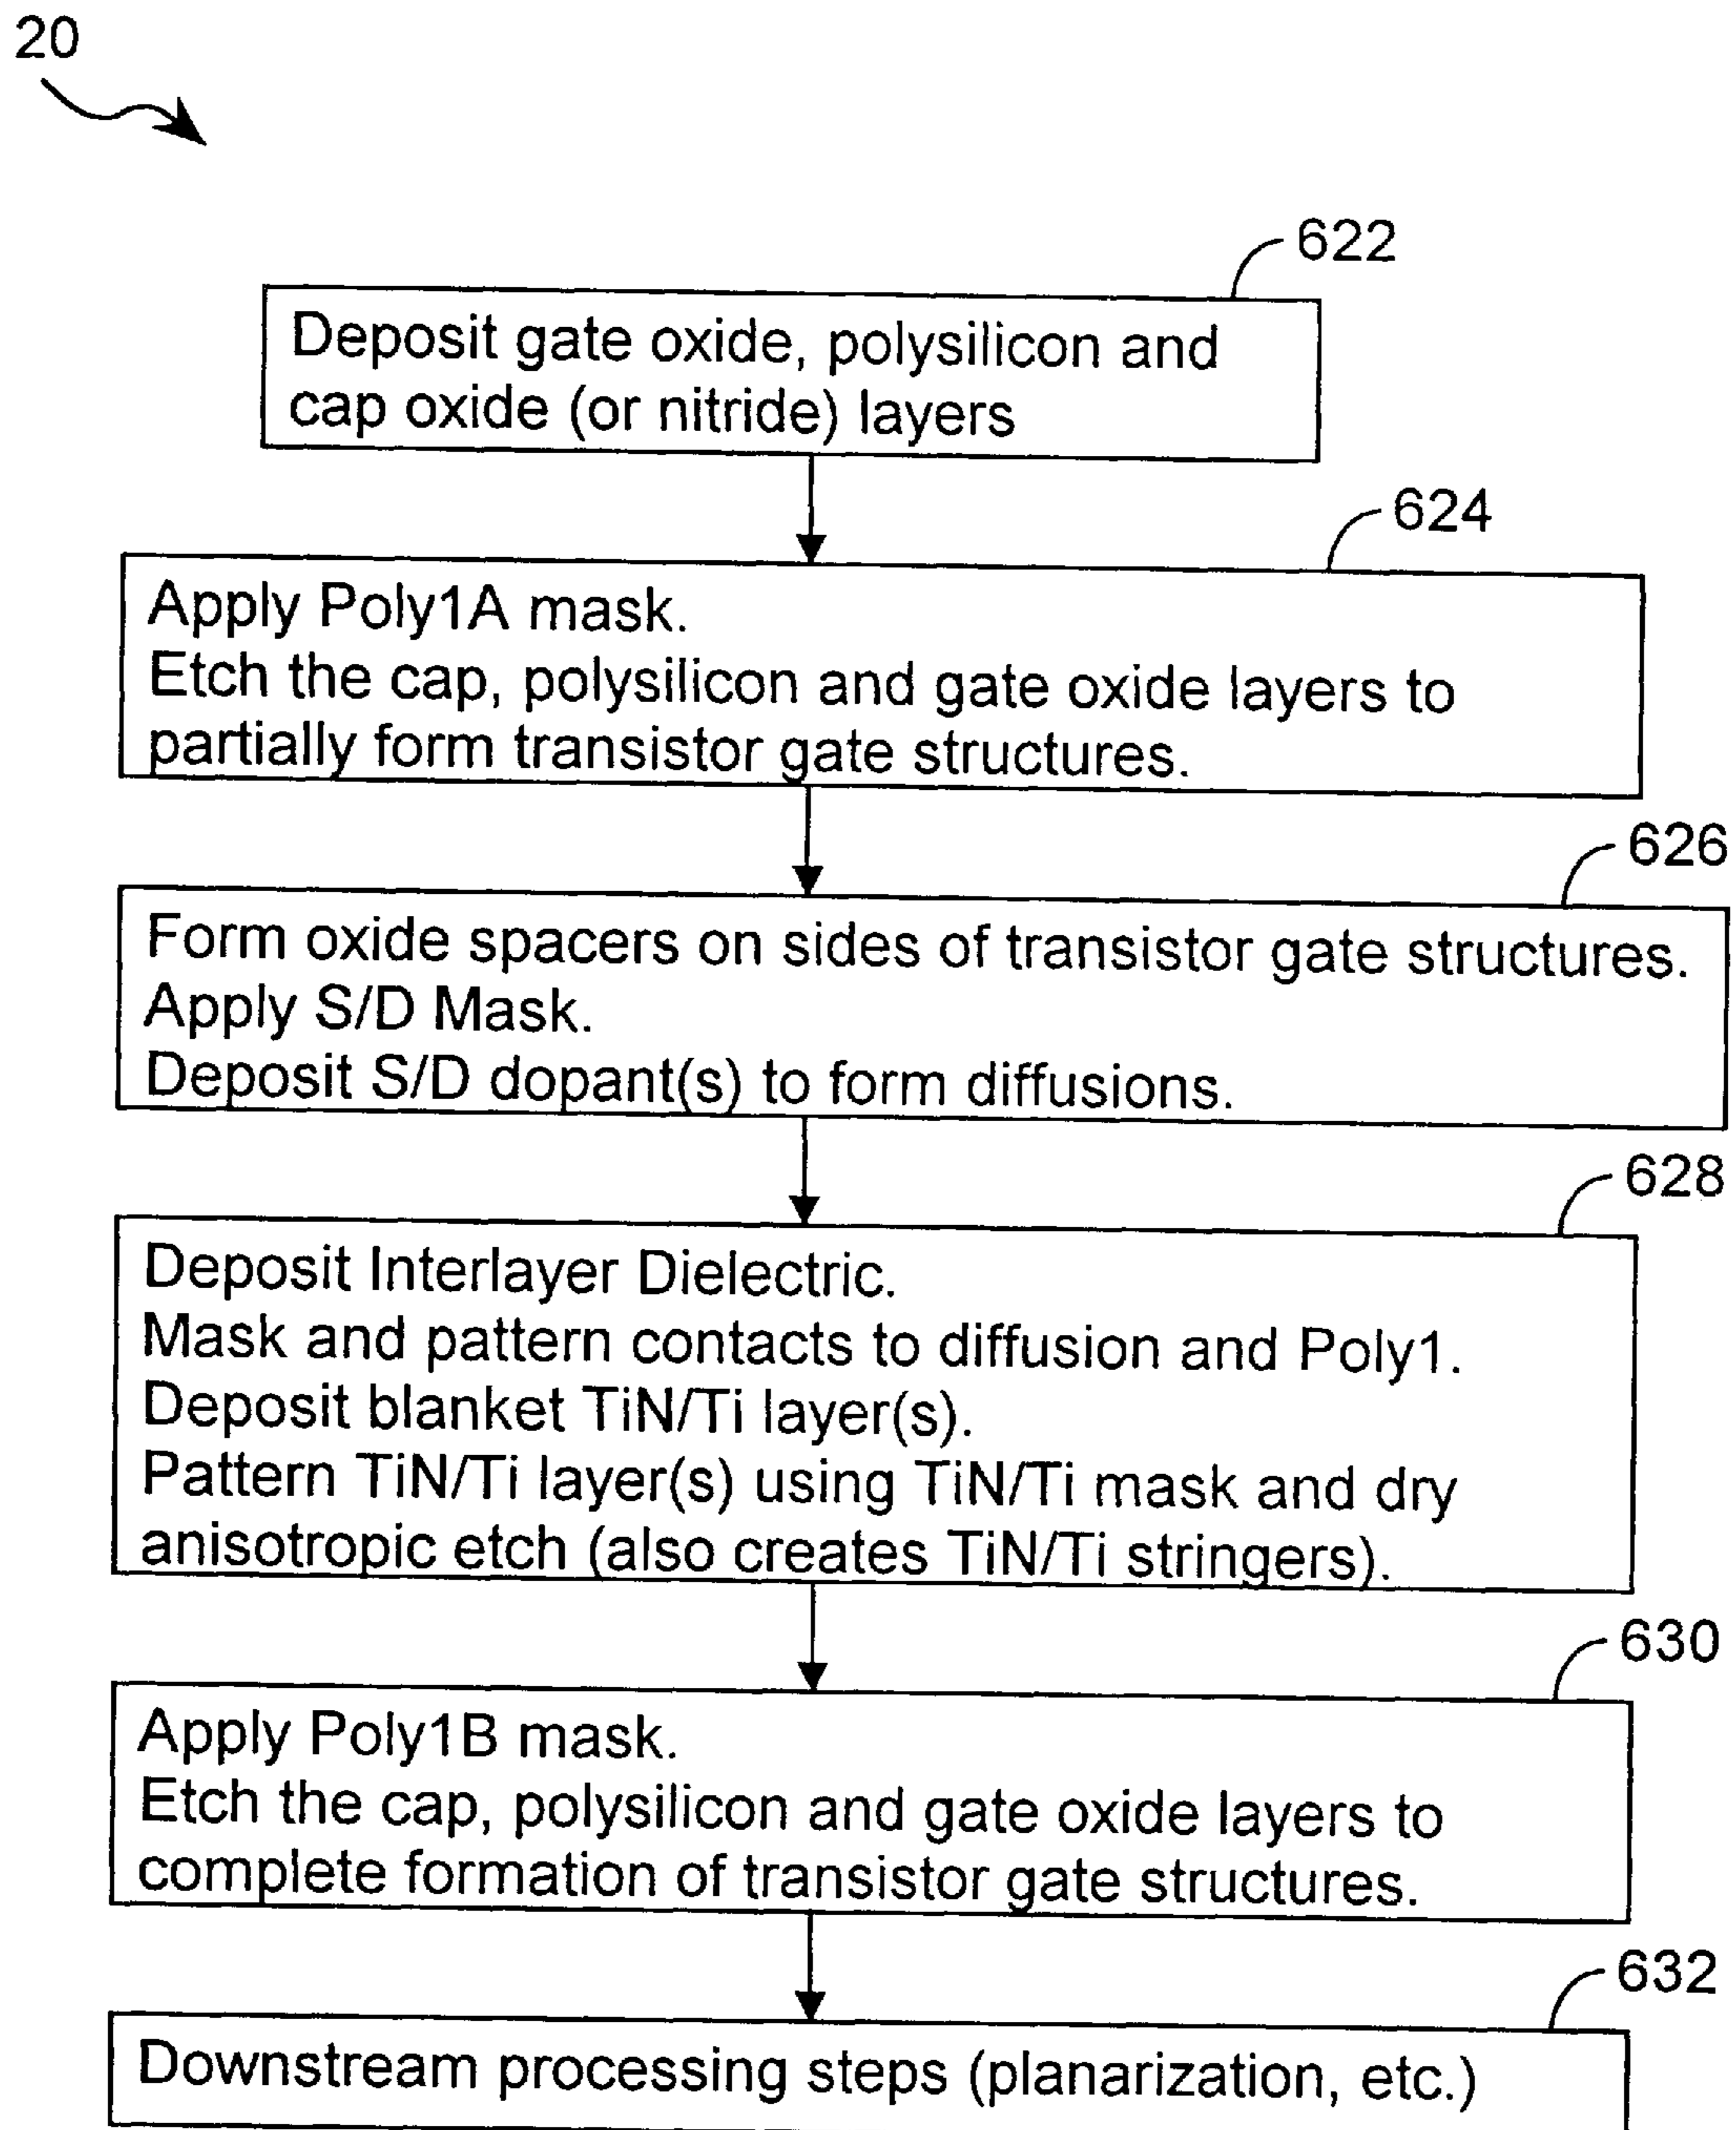 20
622
Deposit gate oxide, polysilicon and
cap oxide (or nitride) layers
624
Apply Poly1A mask.
Etch the cap, polysilicon and gate oxide layers to
partially form transistor gate structures.
626
Form oxide spacers on sides of transistor gate structures.
Apply S/D Mask.
Deposit S/D dopant(s) to form diffusions.
628
Deposit Interlayer Dielectric.
Mask and pattern contacts to diffusion and Poly1.
Deposit blanket TiN/Ti layer(s).
Pattern TiN/Ti layer(s) using TiN/Ti mask and dry
anisotropic etch (also creates TiN/Ti stringers).
630
Apply Poly1B mask.
Etch the cap, polysilicon and gate oxide layers to
complete formation of transistor gate structures.
632
Downstream processing steps (planarization, etc.)